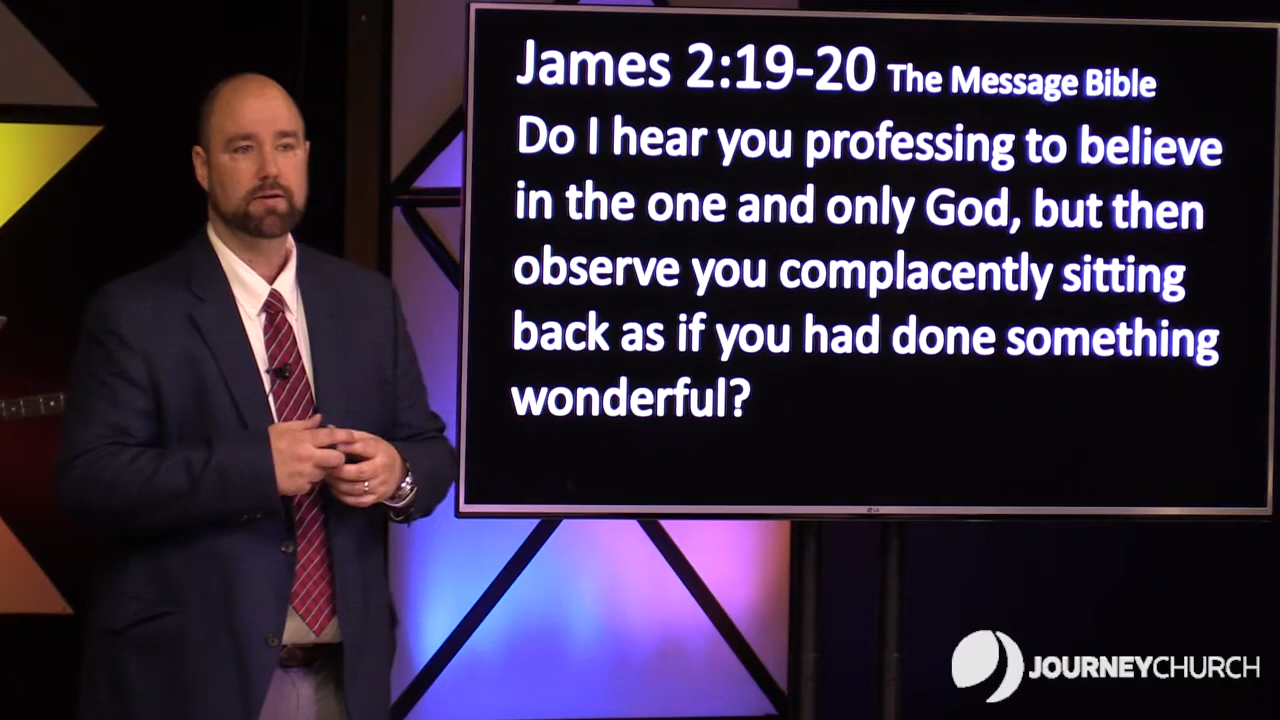 James 2:19-20 The Message Bible
Do I hear you professing to believe
in the one and only God, but then
observe you complacently sitting
back as if you had done something
wonderful?
LG
JOURNEYCHURCH